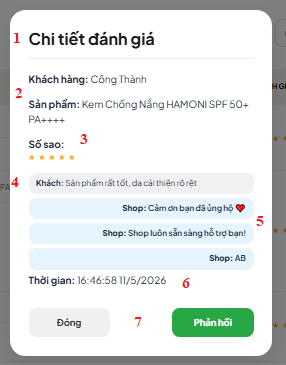 1 Chi tiết đánh giá
Khách hàng: Công Thành
2 Sản phẩm: Kem Chống Nắng HAMONI SPF 50+
PA++++
Số sao: 3
4 Khách: Sản phẩm rất tốt, da cải thiện rõ rệt
Shop: Cảm ơn bạn đã ủng hộ ❤️
Shop: Shop luôn sẵn sàng hỗ trợ bạn! 5
Shop: AB
Thời gian: 16:46:58 11/5/2026 6
Đóng 7 Phản hồi
PA